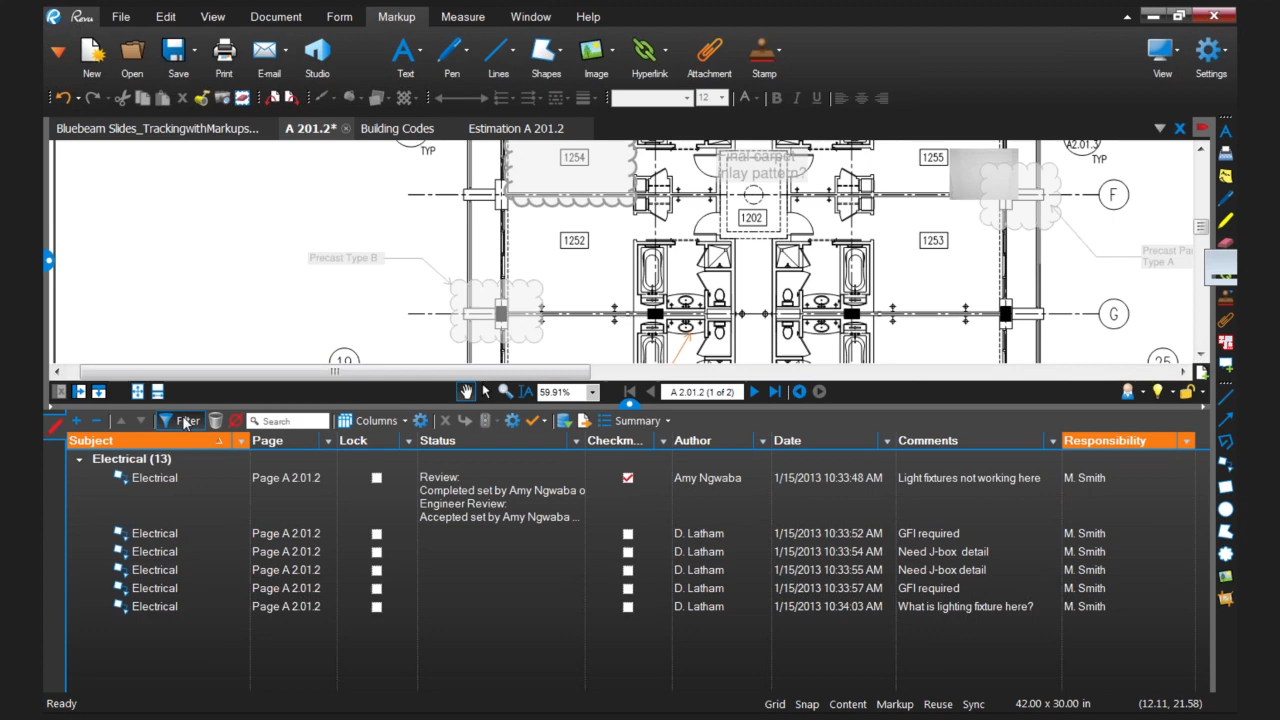 Revu File Edit View Document Form Markup Measure Window Help
New Open Save Print E-mail Studio Text Pen Lines Shapes Image Hyperlink Attachment Stamp View Settings
12 A B I U
Bluebeam Slides_TrackingwithMarkups... A 201.2* Building Codes Estimation A 201.2
A2.01.3
TYP
TYP
1254
Final carpet
inlay pattern?
1255
F
1202
1252
1253
Precast Type B
Type A
G
59.91% A 2.01.2 (1 of 2)
Filter Search Columns Summary
Subject Page Lock Status Checkm... Author Date Comments Responsibility
Electrical (13)
Electrical Page A 2.01.2 Review: Amy Ngwaba 1/15/2013 10:33:48 AM Light fixtures not working here M. Smith
Completed set by Amy Ngwaba o
Engineer Review:
Accepted set by Amy Ngwaba ...
Electrical Page A 2.01.2 D. Latham 1/15/2013 10:33:52 AM GFI required M. Smith
Electrical Page A 2.01.2 D. Latham 1/15/2013 10:33:54 AM Need J-box detail M. Smith
Electrical Page A 2.01.2 D. Latham 1/15/2013 10:33:55 AM Need J-box detail M. Smith
Electrical Page A 2.01.2 D. Latham 1/15/2013 10:33:57 AM GFI required M. Smith
Electrical Page A 2.01.2 D. Latham 1/15/2013 10:34:03 AM What is lighting fixture here? M. Smith
Ready Grid Snap Content Markup Reuse Sync 42.00 x 30.00 in (12.11, 21.58)